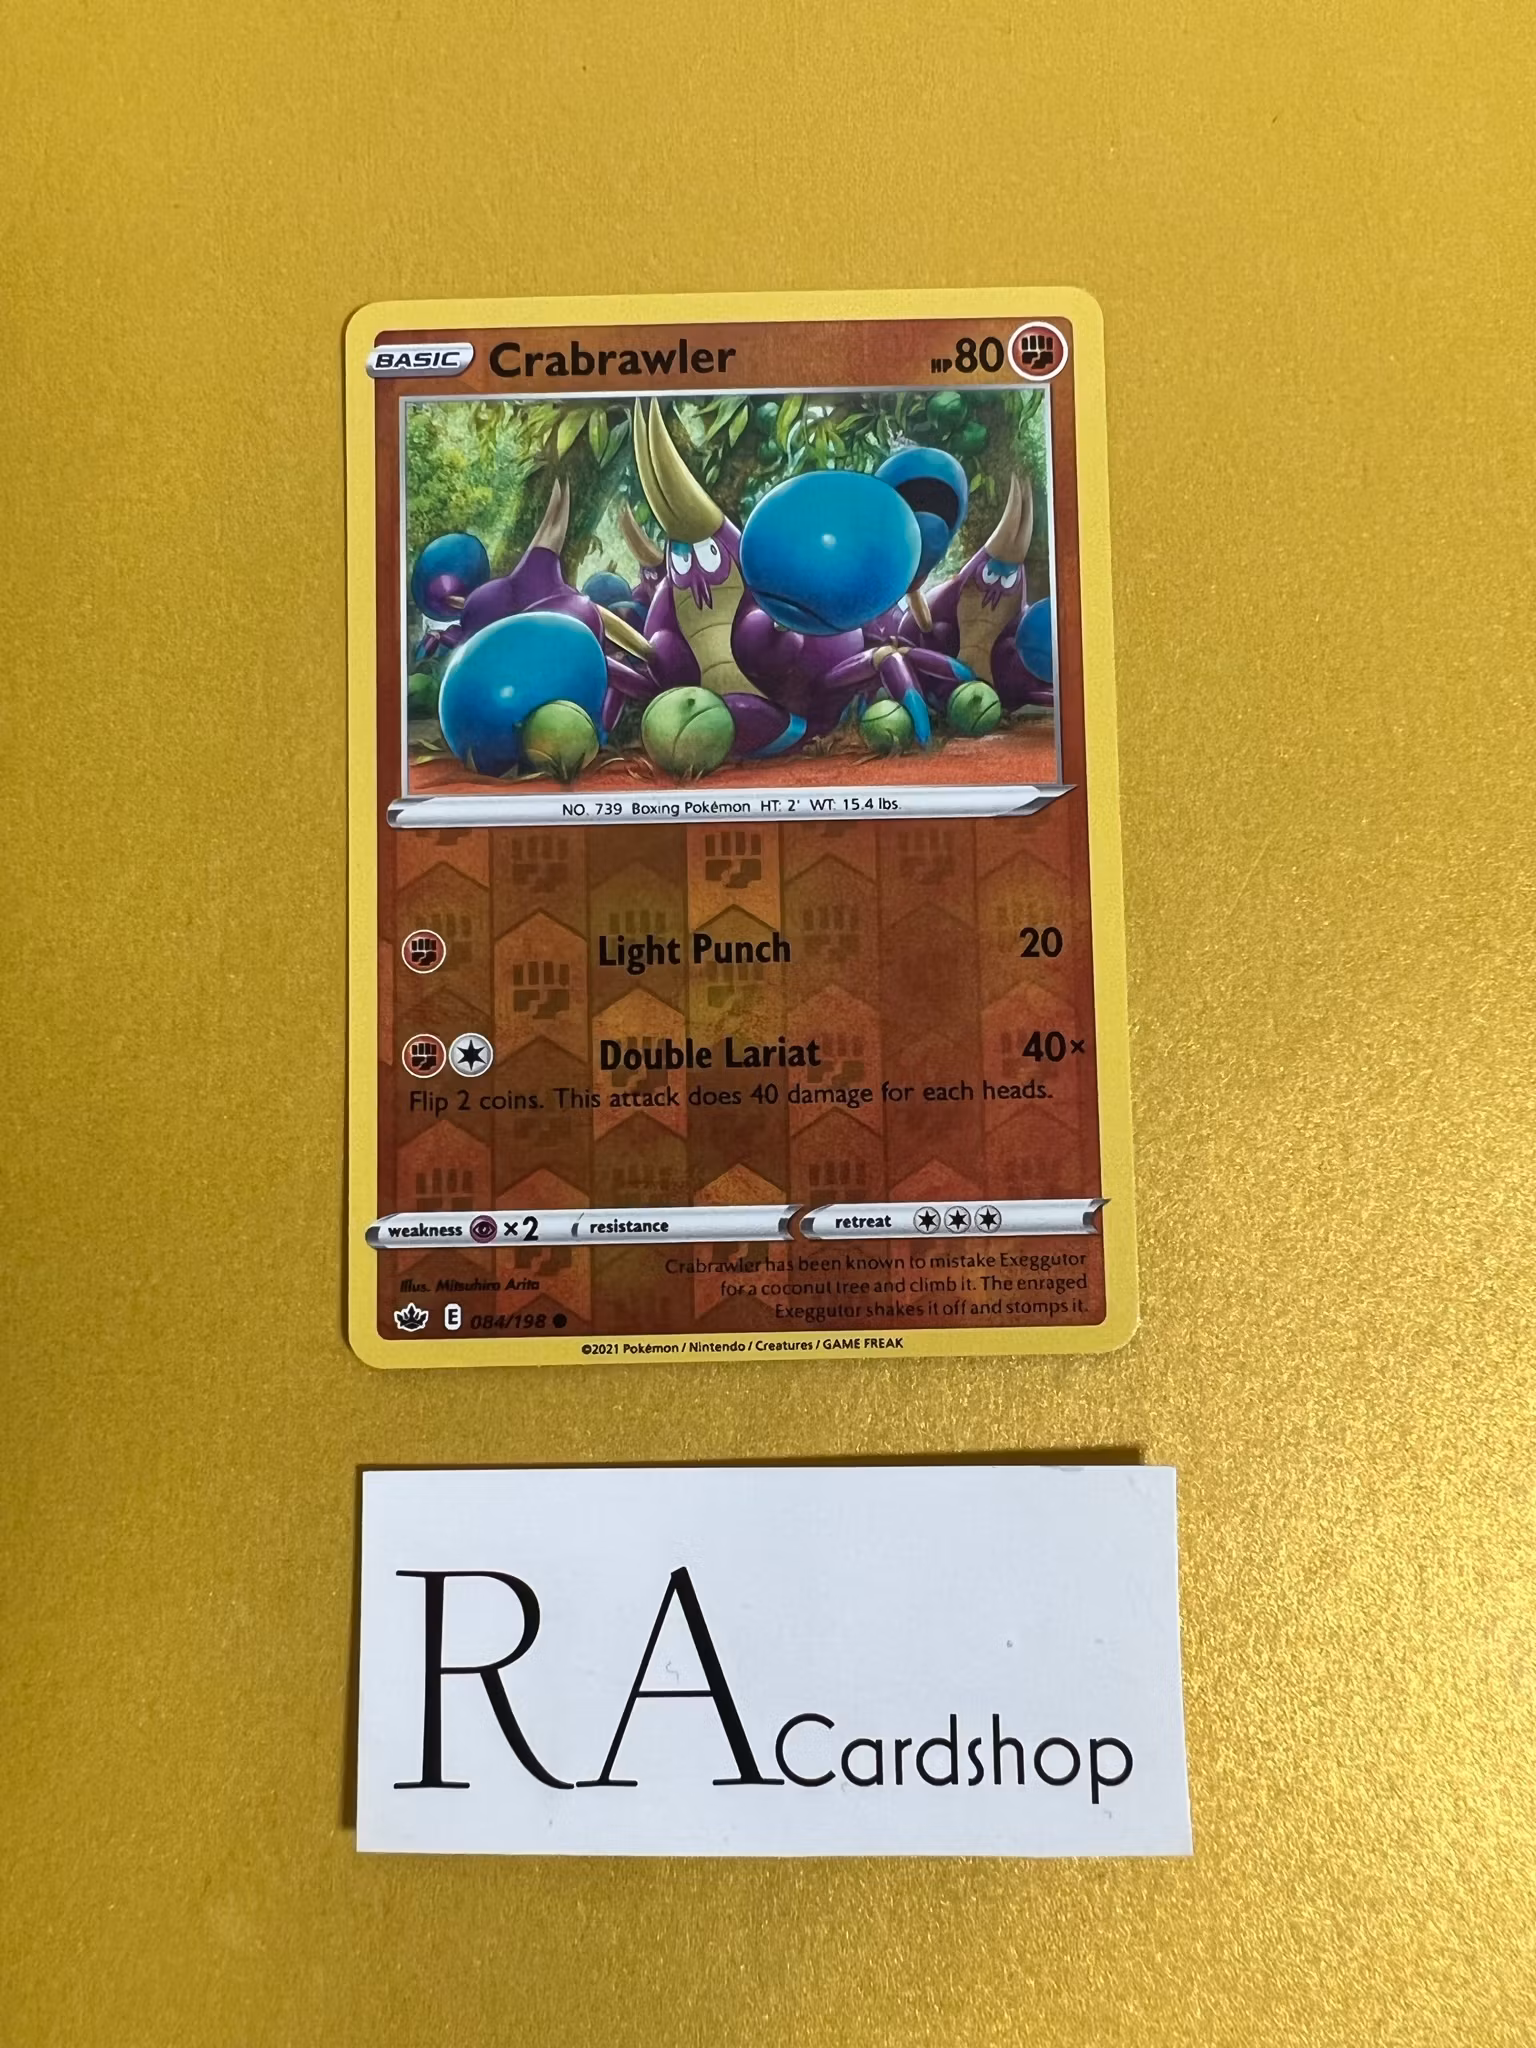 BASIC Crabrawler HP80
NO. 739 Boxing Pokémon HT: 2' WT: 15.4 lbs.
Light Punch 20
Double Lariat 40×
Flip 2 coins. This attack does 40 damage for each heads.
weakness ×2 resistance retreat
Crabrawler has been known to mistake Exeggutor
for a coconut tree and climb it. The enraged
Exeggutor shakes it off and stomps it.
Illus. Mitsuhiro Arita
E 084/198
©2021 Pokémon / Nintendo / Creatures / GAME FREAK
RA Cardshop